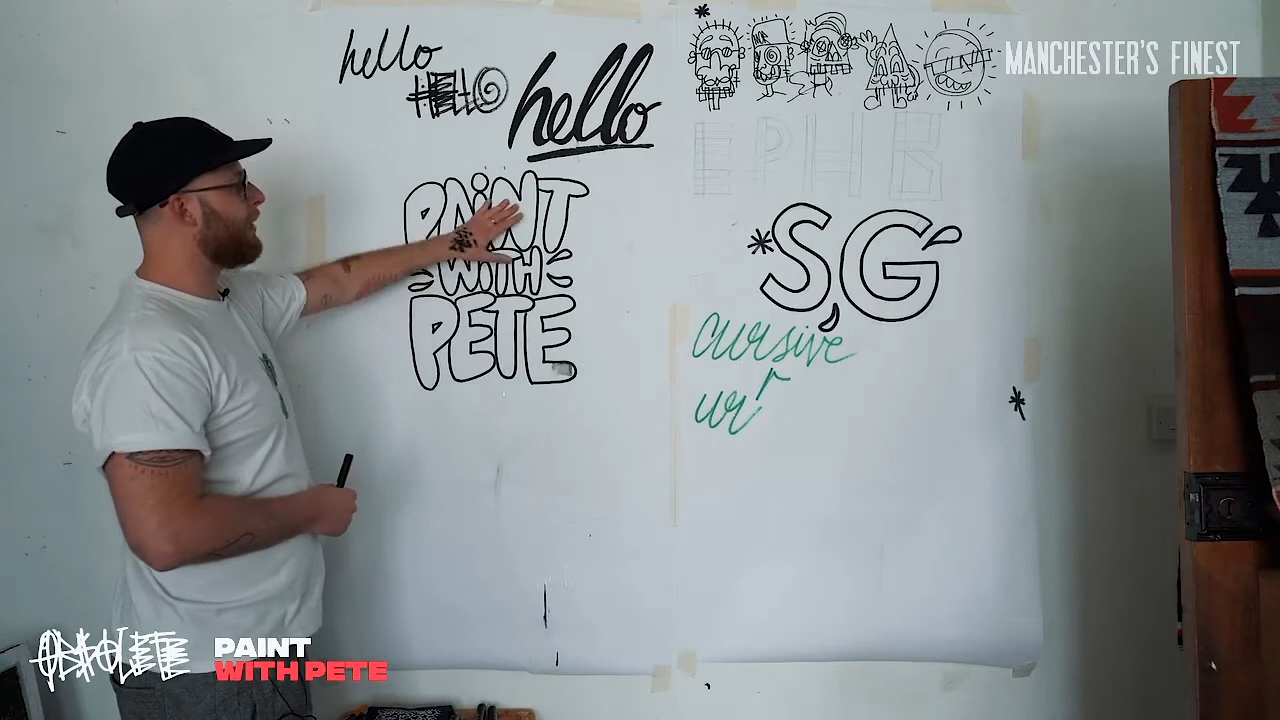 hello
HELLO
hello
MANCHESTER'S FINEST
E P H B
PAINT
WITH
PETE
*SG
cursive
r
ur
OBSOLETE
PAINT
WITH PETE